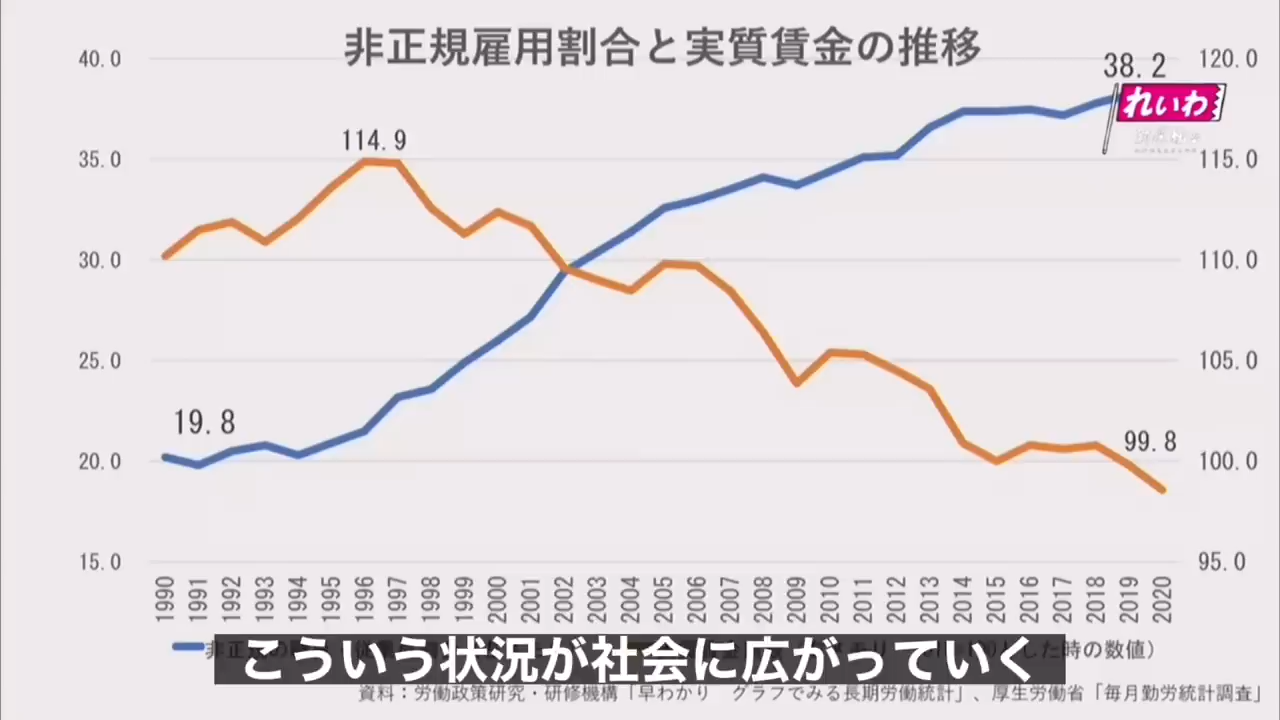 非正規雇用割合と実質賃金の推移
40.0 120.0
38.2
れいわ
35.0 114.9 115.0
30.0 110.0
25.0 105.0
19.8 99.8
20.0 100.0
15.0 95.0
1990 1991 1992 1993 1994 1995 1996 1997 1998 1999 2000 2001 2002 2003 2004 2005 2006 2007 2008 2009 2010 2011 2012 2013 2014 2015 2016 2017 2018 2019 2020
した時の数値）
こういう状況が社会に広がっていく
資料：労働政策研究・研修機構「早わかり　グラフでみる長期労働統計」、厚生労働省「毎月勤労統計調査」